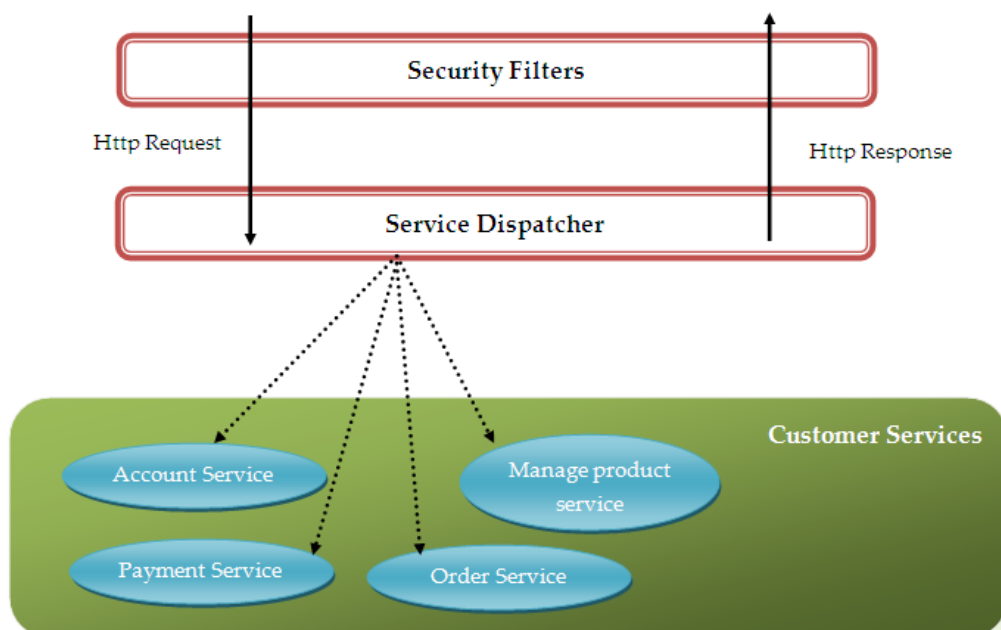 Security Filters
Http Request
Http Response
Service Dispatcher
Customer Services
Account Service
Manage product
service
Payment Service
Order Service